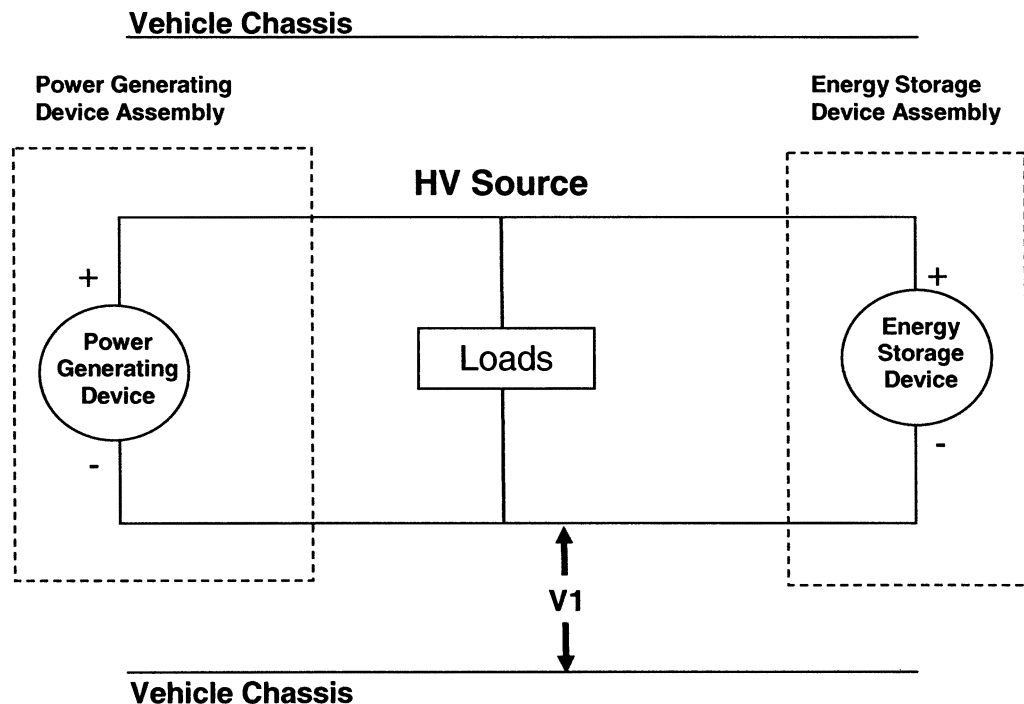 Vehicle Chassis
Power Generating
Device Assembly
Energy Storage
Device Assembly
HV Source
+
+
Power
Generating
Device
Loads
Energy
Storage
Device
-
-
V1
Vehicle Chassis